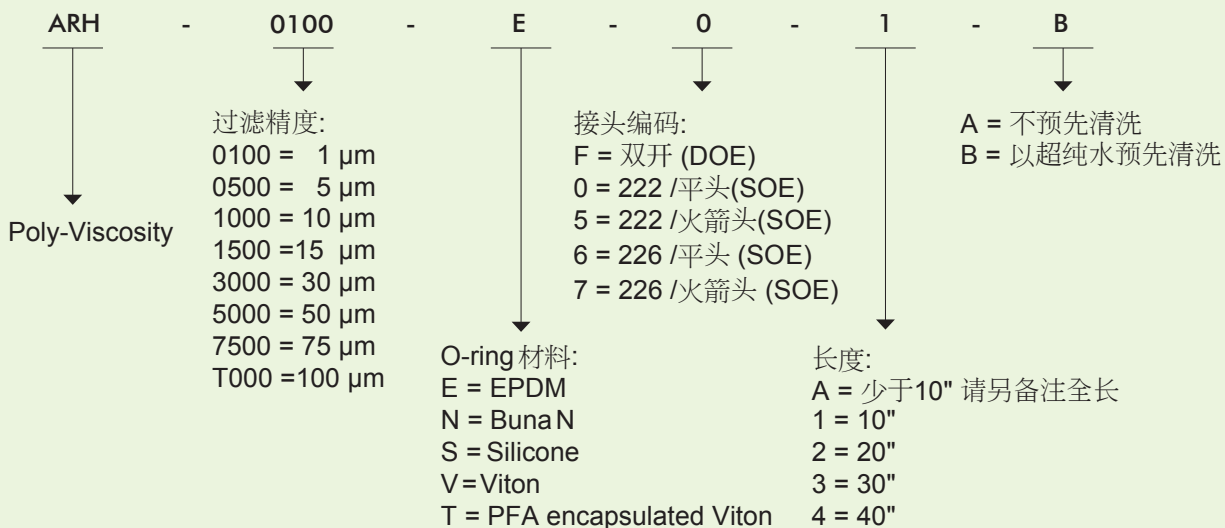 ARH - 0100 - E - 0 - 1 - B
Poly-Viscosity
过滤精度:
0100 = 1 μm
0500 = 5 μm
1000 = 10 μm
1500 =15 μm
3000 = 30 μm
5000 = 50 μm
7500 = 75 μm
T000 =100 μm
O-ring 材料:
E = EPDM
N = Buna N
S = Silicone
V = Viton
T = PFA encapsulated Viton
接头编码:
F = 双开 (DOE)
0 = 222 /平头(SOE)
5 = 222 /火箭头(SOE)
6 = 226 /平头 (SOE)
7 = 226 /火箭头 (SOE)
长度:
A = 少于10" 请另备注全长
1 = 10"
2 = 20"
3 = 30"
4 = 40"
A = 不预先清洗
B = 以超纯水预先清洗